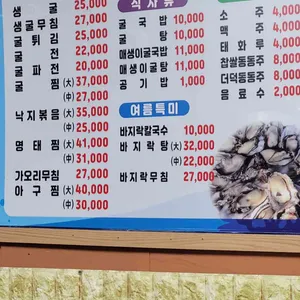 생굴 25,000
생굴무침 27,000
굴튀김 25,000
굴전 22,000
굴파전 20,000
굴찜 (大) 37,000
(中) 27,000
낙지볶음 (大) 35,000
(中) 25,000
명태찜 (大) 41,000
(中) 31,000
가오리무침 27,000
아구찜 (大) 40,000
(中) 30,000
식사류
굴국밥 10,000
굴탕 10,000
매생이굴국밥 11,000
매생이굴탕 11,000
공기밥 1,000
여름특미
바지락칼국수 10,000
바지락탕 (大) 32,000
(中) 22,000
바지락무침 27,000
소주 4,000
맥주 4,000
태화루 4,000
찹쌀동동주 8,000
더덕동동주 8,000
음료수 2,000